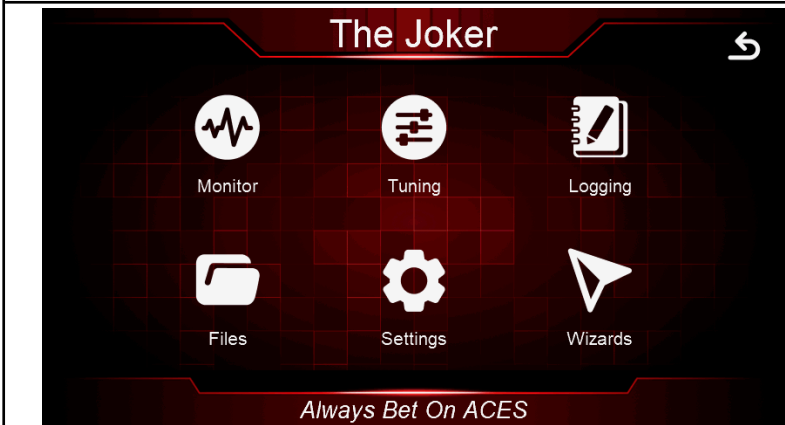 The Joker
Monitor Tuning Logging
Files Settings Wizards
Always Bet On ACES